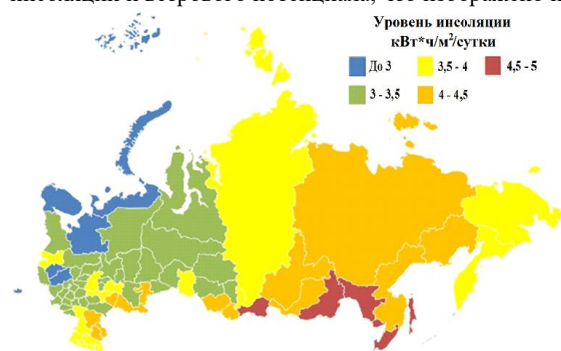 Уровень инсоляции
кВт*ч/м²/сутки
До 3
3,5 - 4
4,5 - 5
3 - 3,5
4 - 4,5